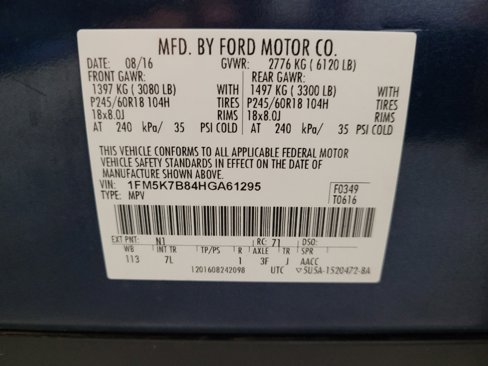 MFD. BY FORD MOTOR CO.
DATE: 08/16 GVWR: 2776 KG ( 6120 LB)
FRONT GAWR: REAR GAWR:
1397 KG ( 3080 LB) 1497 KG ( 3300 LB)
P245/60R18 104H TIRES P245/60R18 104H TIRES
18x8.0J RIMS 18x8.0J RIMS
AT 240 kPa/ 35 PSI COLD AT 240 kPa/ 35 PSI COLD
THIS VEHICLE CONFORMS TO ALL APPLICABLE FEDERAL MOTOR
VEHICLE SAFETY STANDARDS IN EFFECT ON THE DATE OF
MANUFACTURE SHOWN ABOVE.
VIN: 1FM5K7B84HGA61295 F0349
TYPE: MPV T0616
EXT PNT: N1 RC: 71 DSO:
WB INT TR TP/PS R AXLE TR SPR
113 7L 1 3F J AACC
1201608242098 UTC ▽5U5A-1520472-BA